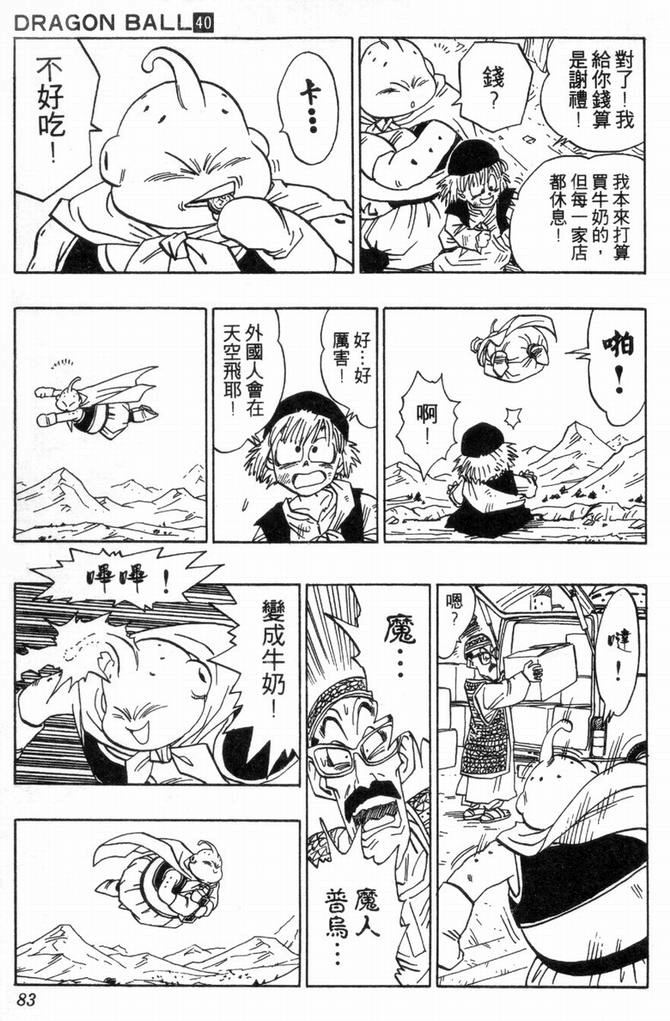 DRAGON BALL 40
對了！我
給你錢算
是謝禮！
錢？
我本來打算
買牛奶的，
但每一家店
都休息！
卡…
不好吃！
啪！
啊！
好…好
厲害！
外國人會在
天空飛耶！
噠！
嗯？
魔…
魔人
普烏…
嗶嗶！
變成牛奶！
83